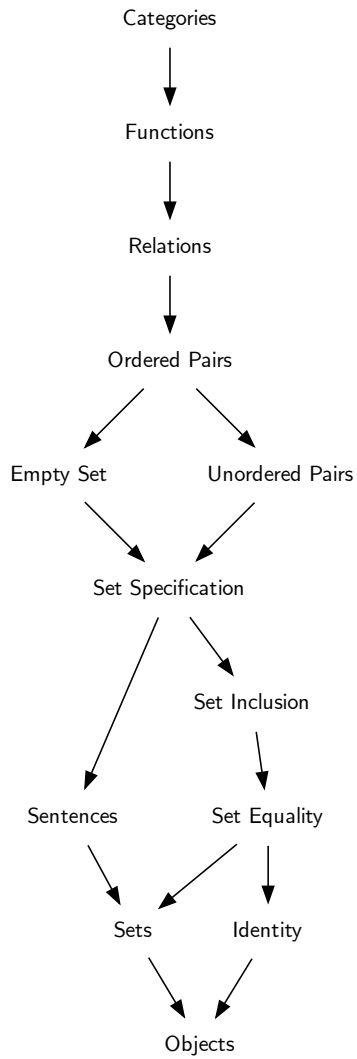 Categories
Functions
Relations
Ordered Pairs
Empty Set
Unordered Pairs
Set Specification
Set Inclusion
Sentences
Set Equality
Sets
Identity
Objects